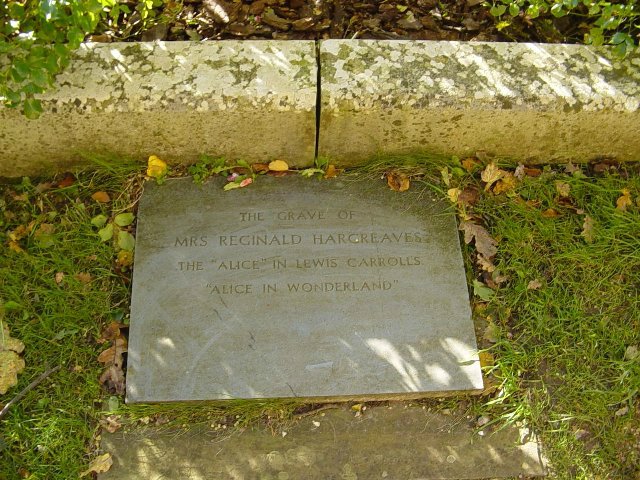 THE GRAVE OF
MRS REGINALD HARGREAVES
THE "ALICE" IN LEWIS CARROLLS
"ALICE IN WONDERLAND"